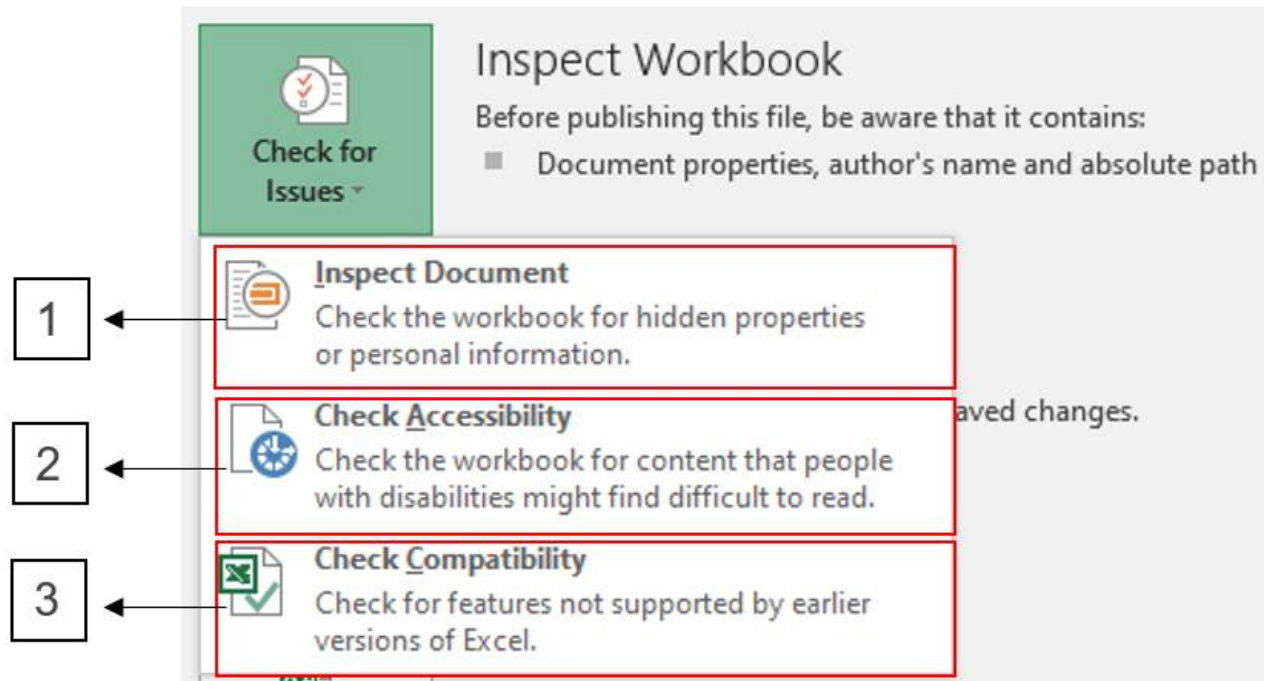 Inspect Workbook
Before publishing this file, be aware that it contains:
Document properties, author's name and absolute path
Check for
Issues
1
Inspect Document
Check the workbook for hidden properties
or personal information.
2
Check Accessibility
Check the workbook for content that people
with disabilities might find difficult to read.
aved changes.
3
Check Compatibility
Check for features not supported by earlier
versions of Excel.